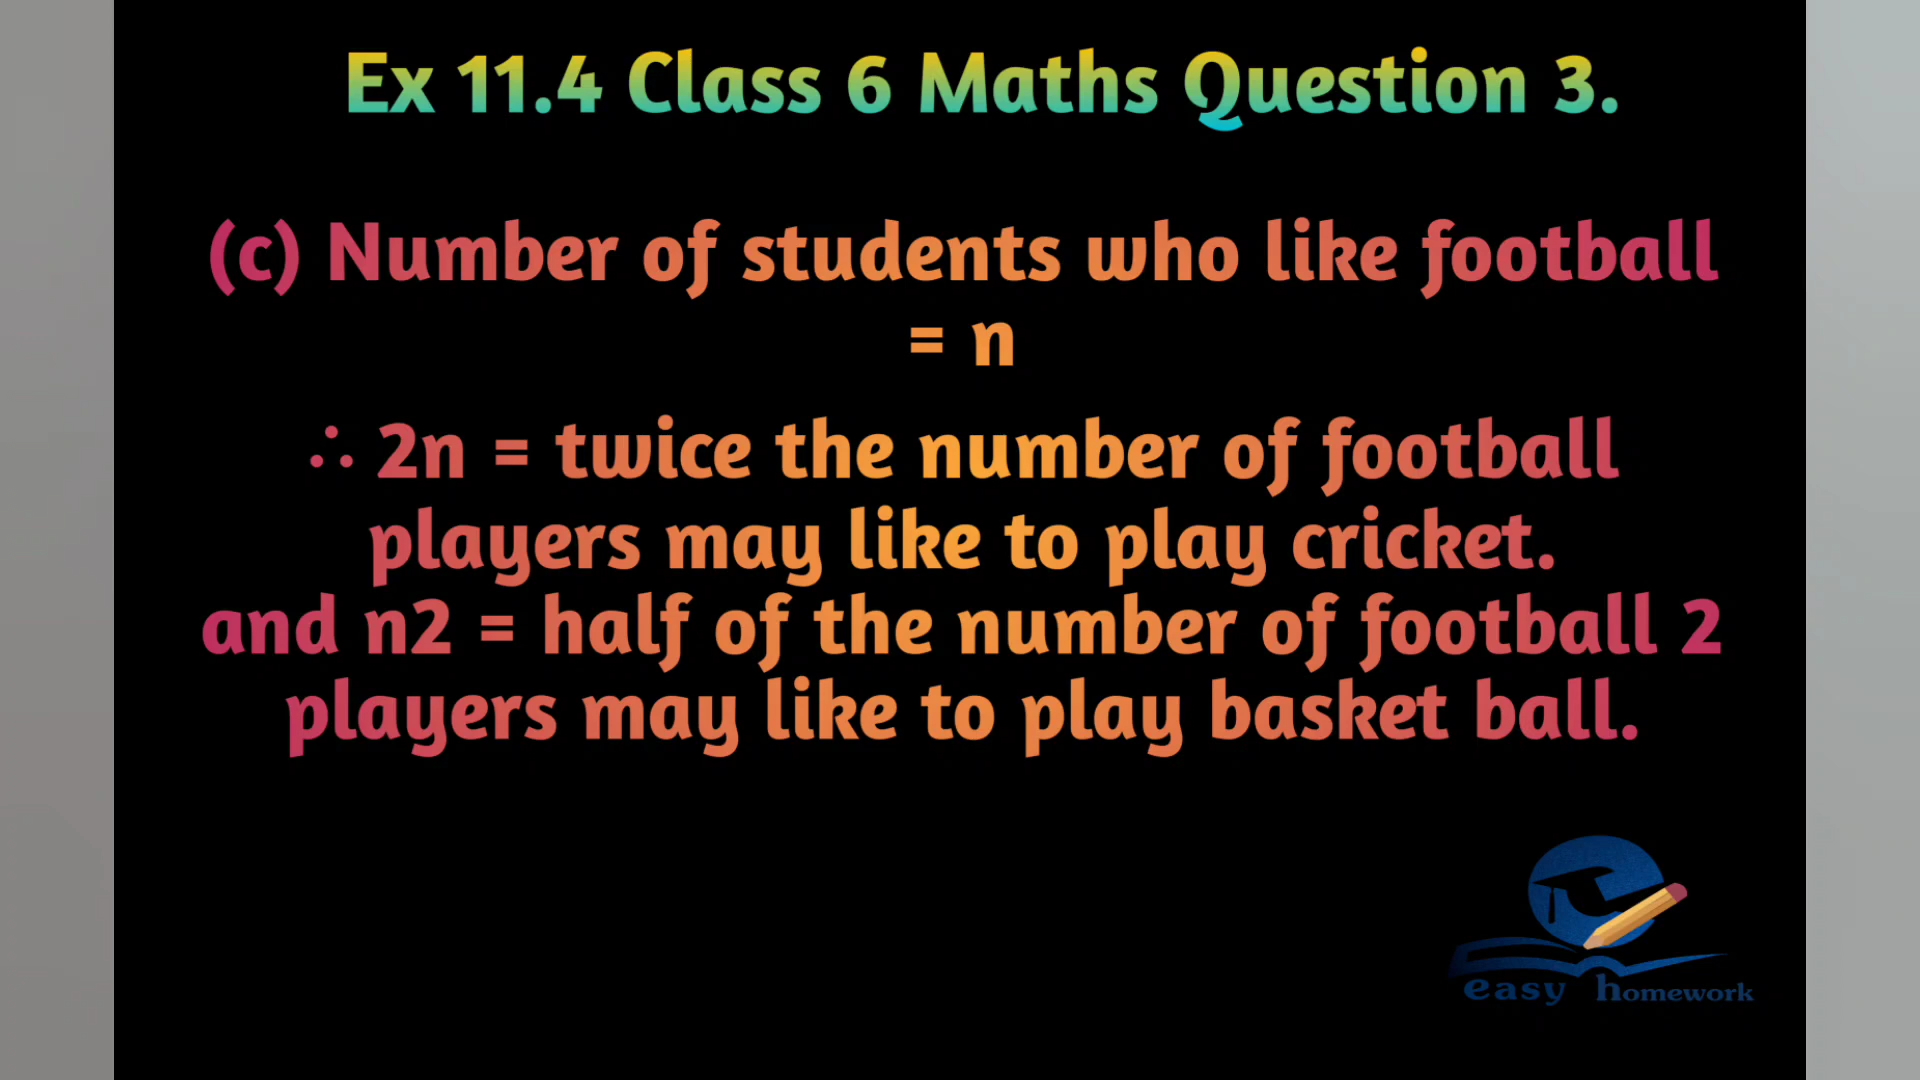 Ex 11.4 Class 6 Maths Question 3.
(c) Number of students who like football
= n
∴ 2n = twice the number of football
players may like to play cricket.
and n2 = half of the number of football 2
players may like to play basket ball.
easy homework